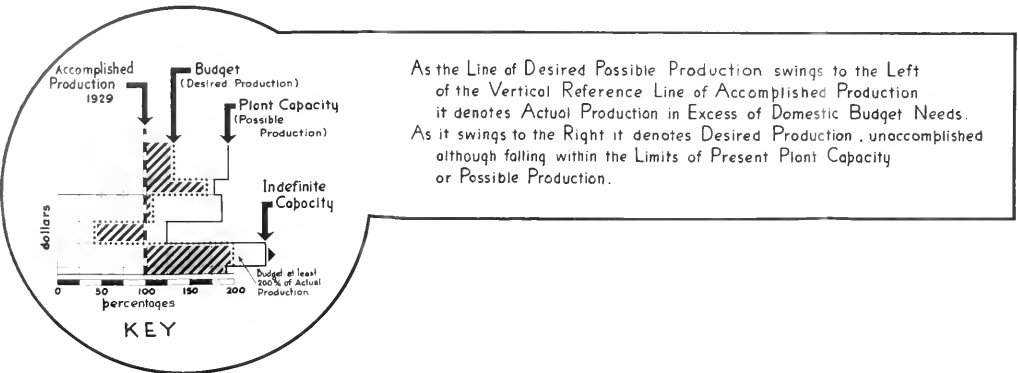 Accomplished
Production
1929
Budget
(Desired Production)
Plant Capacity
(Possible
Production)
Indefinite
Capacity
dollars
Budget at least
200% of Actual
Production
0 50 100 150 200
percentages
KEY
As the Line of Desired Possible Production swings to the Left
of the Vertical Reference Line of Accomplished Production
it denotes Actual Production in Excess of Domestic Budget Needs.
As it swings to the Right it denotes Desired Production, unaccomplished
although falling within the Limits of Present Plant Capacity
or Possible Production.